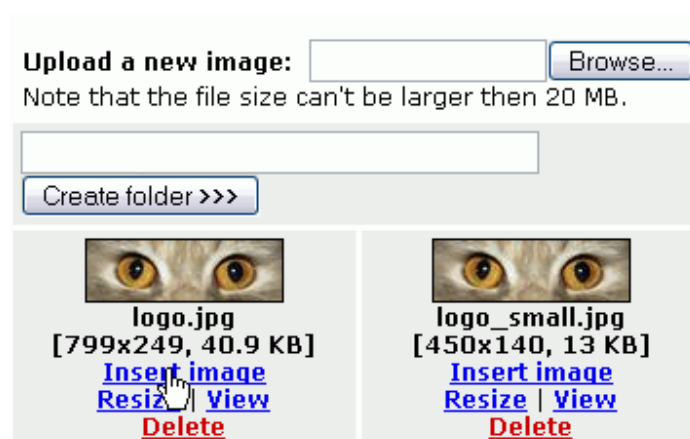 Upload a new image: Browse...
Note that the file size can't be larger then 20 MB.
Create folder >>>
logo.jpg logo_small.jpg
[799x249, 40.9 KB] [450x140, 13 KB]
Insert image Insert image
Resize | View Resize | View
Delete Delete